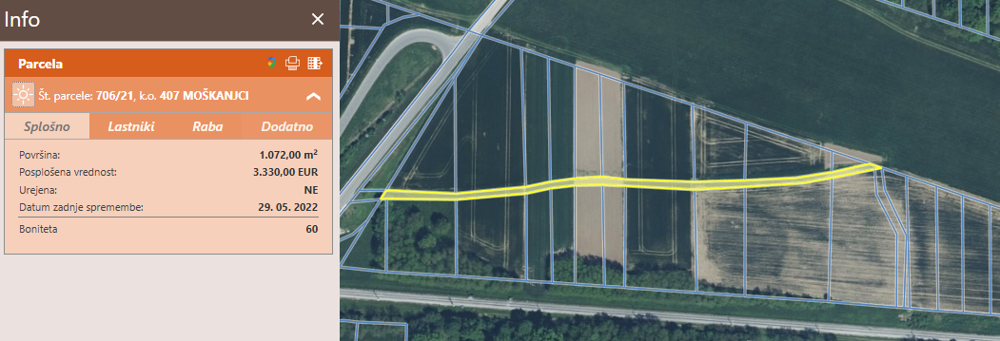 Info
Parcela
Št. parcele: 706/21, k.o. 407 MOŠKANJCI
Splošno Lastniki Raba Dodatno
Površina: 1.072,00 m²
Posplošena vrednost: 3.330,00 EUR
Urejena: NE
Datum zadnje spremembe: 29. 05. 2022
Boniteta 60